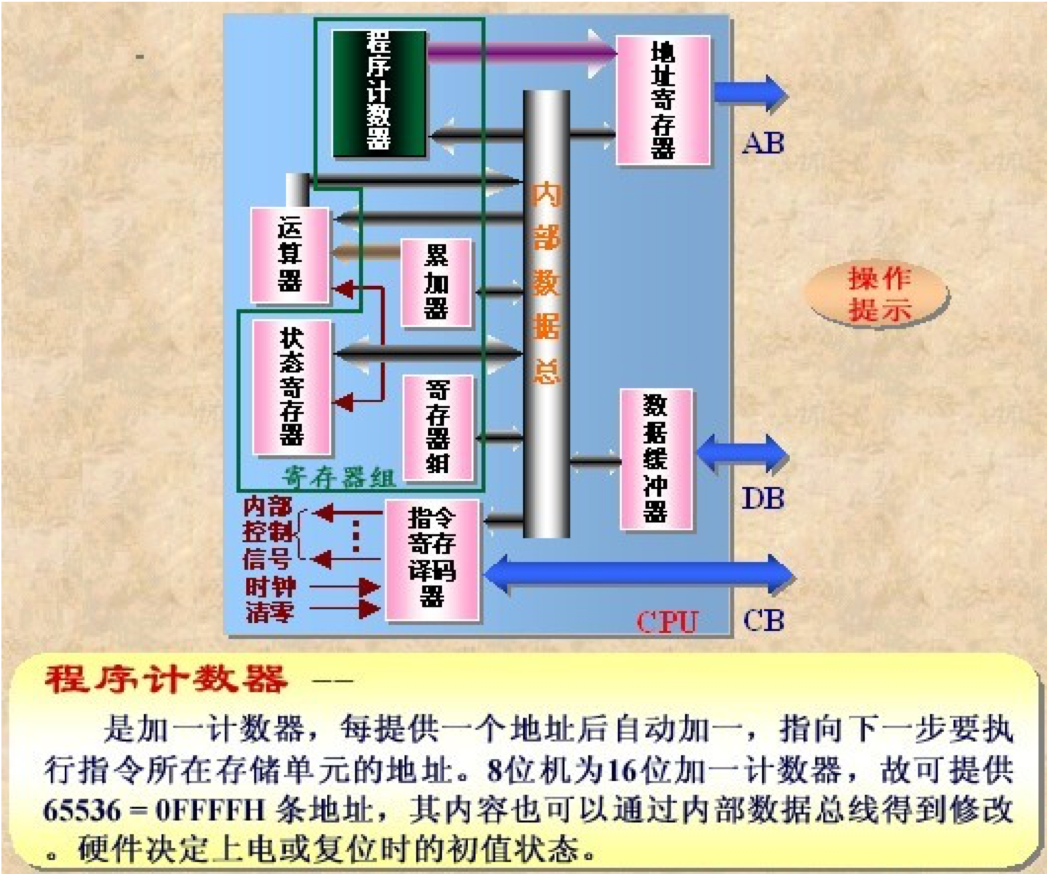 程序计数器
地址寄存器
AB
内部数据总
运算器
累加器
操作
提示
状态寄存器
寄存器组
数据缓冲器
寄存器组
DB
内部
控制
信号
时钟
清零
指令
寄存
译码
器
CPU
CB
程序计数器 --
是加一计数器，每提供一个地址后自动加一，指向下一步要执
行指令所在存储单元的地址。8位机为16位加一计数器，故可提供
65536 = 0FFFFH 条地址，其内容也可以通过内部数据总线得到修改
。硬件决定上电或复位时的初值状态。